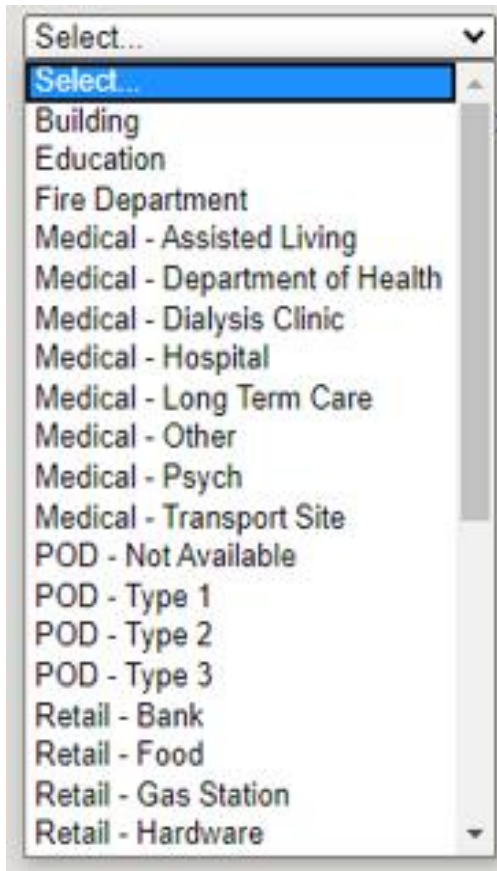 Select...
Select...
Building
Education
Fire Department
Medical - Assisted Living
Medical - Department of Health
Medical - Dialysis Clinic
Medical - Hospital
Medical - Long Term Care
Medical - Other
Medical - Psych
Medical - Transport Site
POD - Not Available
POD - Type 1
POD - Type 2
POD - Type 3
Retail - Bank
Retail - Food
Retail - Gas Station
Retail - Hardware